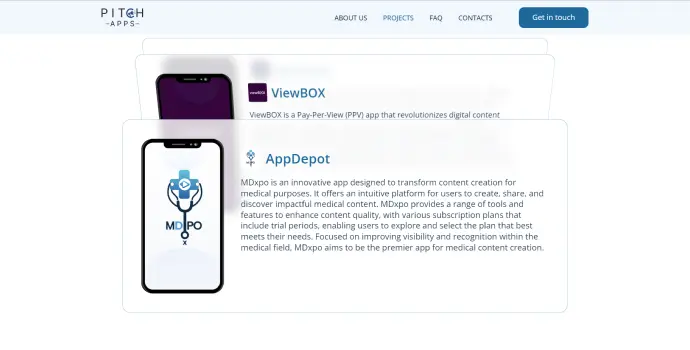 PITCH
APPS
ABOUT US PROJECTS FAQ CONTACTS Get in touch
viewBOX ViewBOX
ViewBOX is a Pay-Per-View (PPV) app that revolutionizes digital content
AppDepot
MDxpo is an innovative app designed to transform content creation for
medical purposes. It offers an intuitive platform for users to create, share, and
discover impactful medical content. MDxpo provides a range of tools and
features to enhance content quality, with various subscription plans that
include trial periods, enabling users to explore and select the plan that best
meets their needs. Focused on improving visibility and recognition within the
medical field, MDxpo aims to be the premier app for medical content creation.
MD PO
X